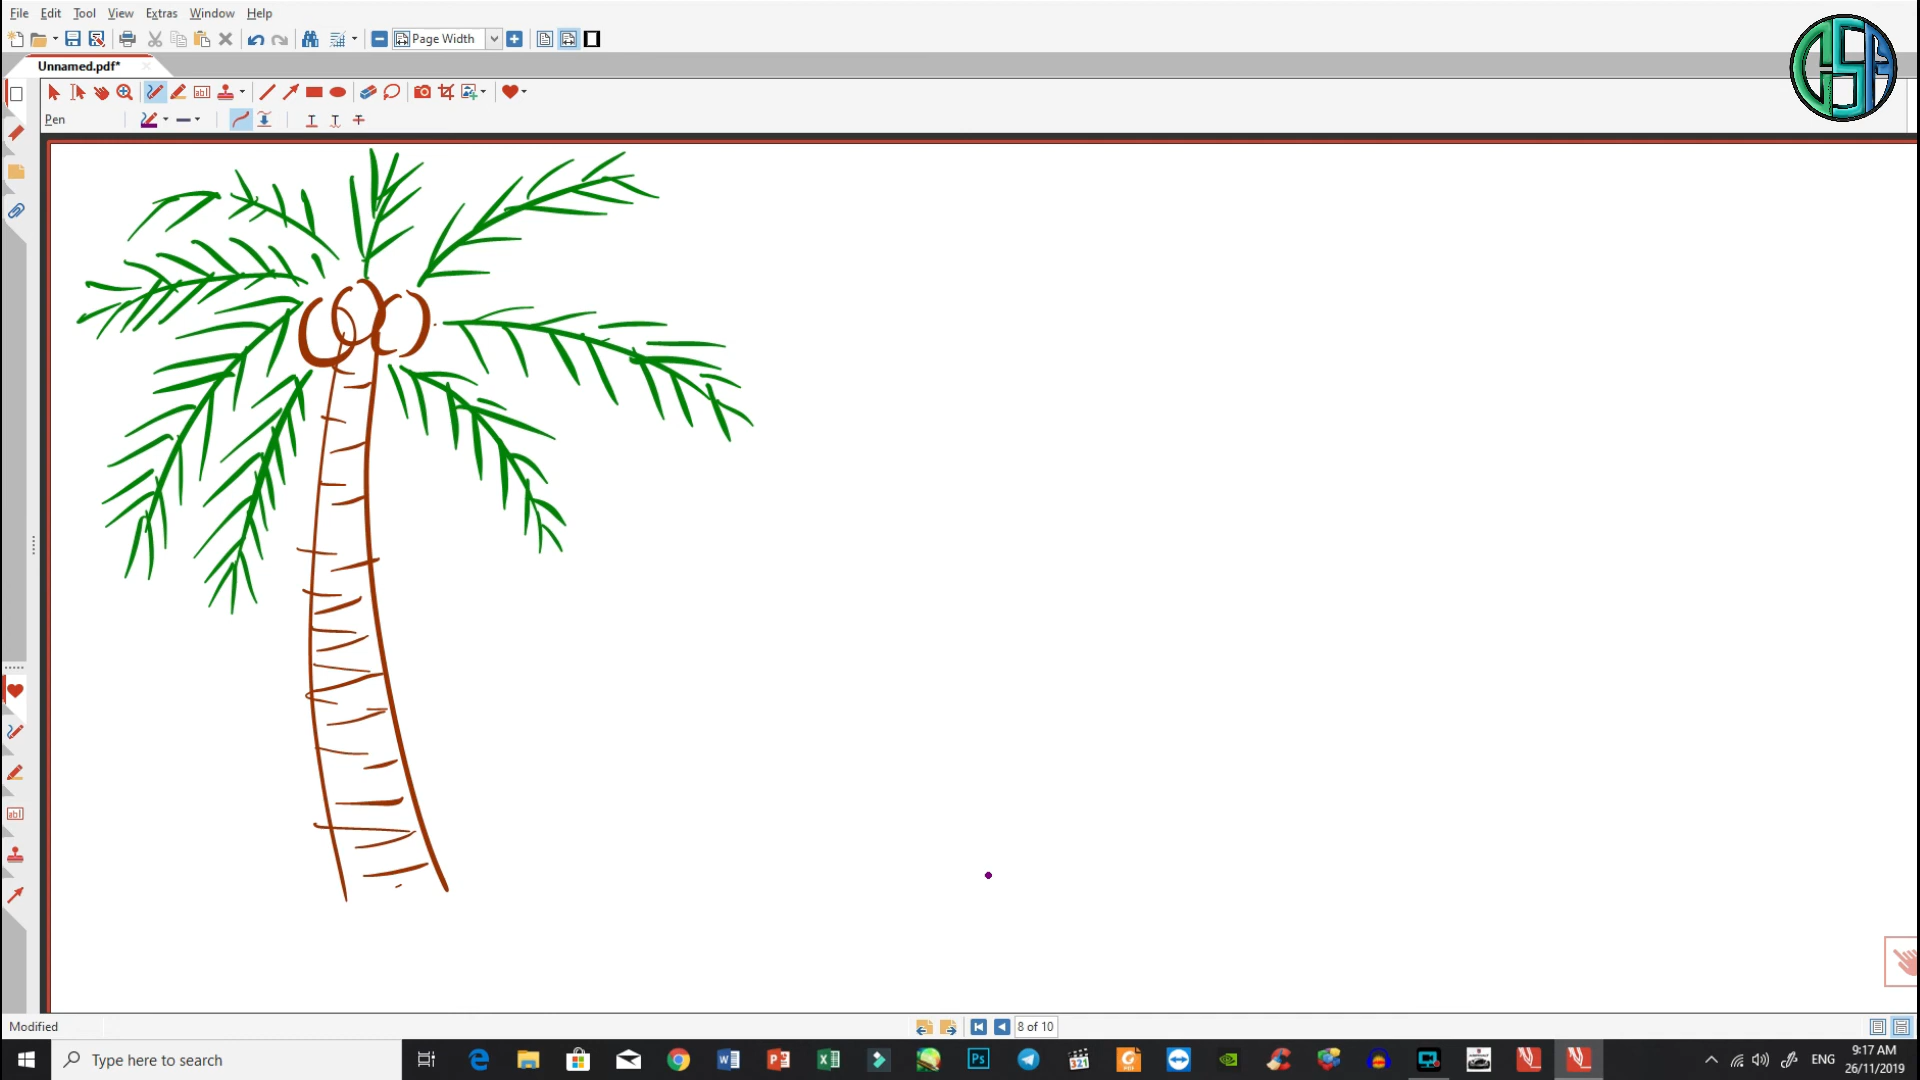 File Edit Tool View Extras Window Help
Page Width
Unnamed.pdf*
Pen
Modified
8 of 10
Type here to search
ENG
9:17 AM
26/11/2019